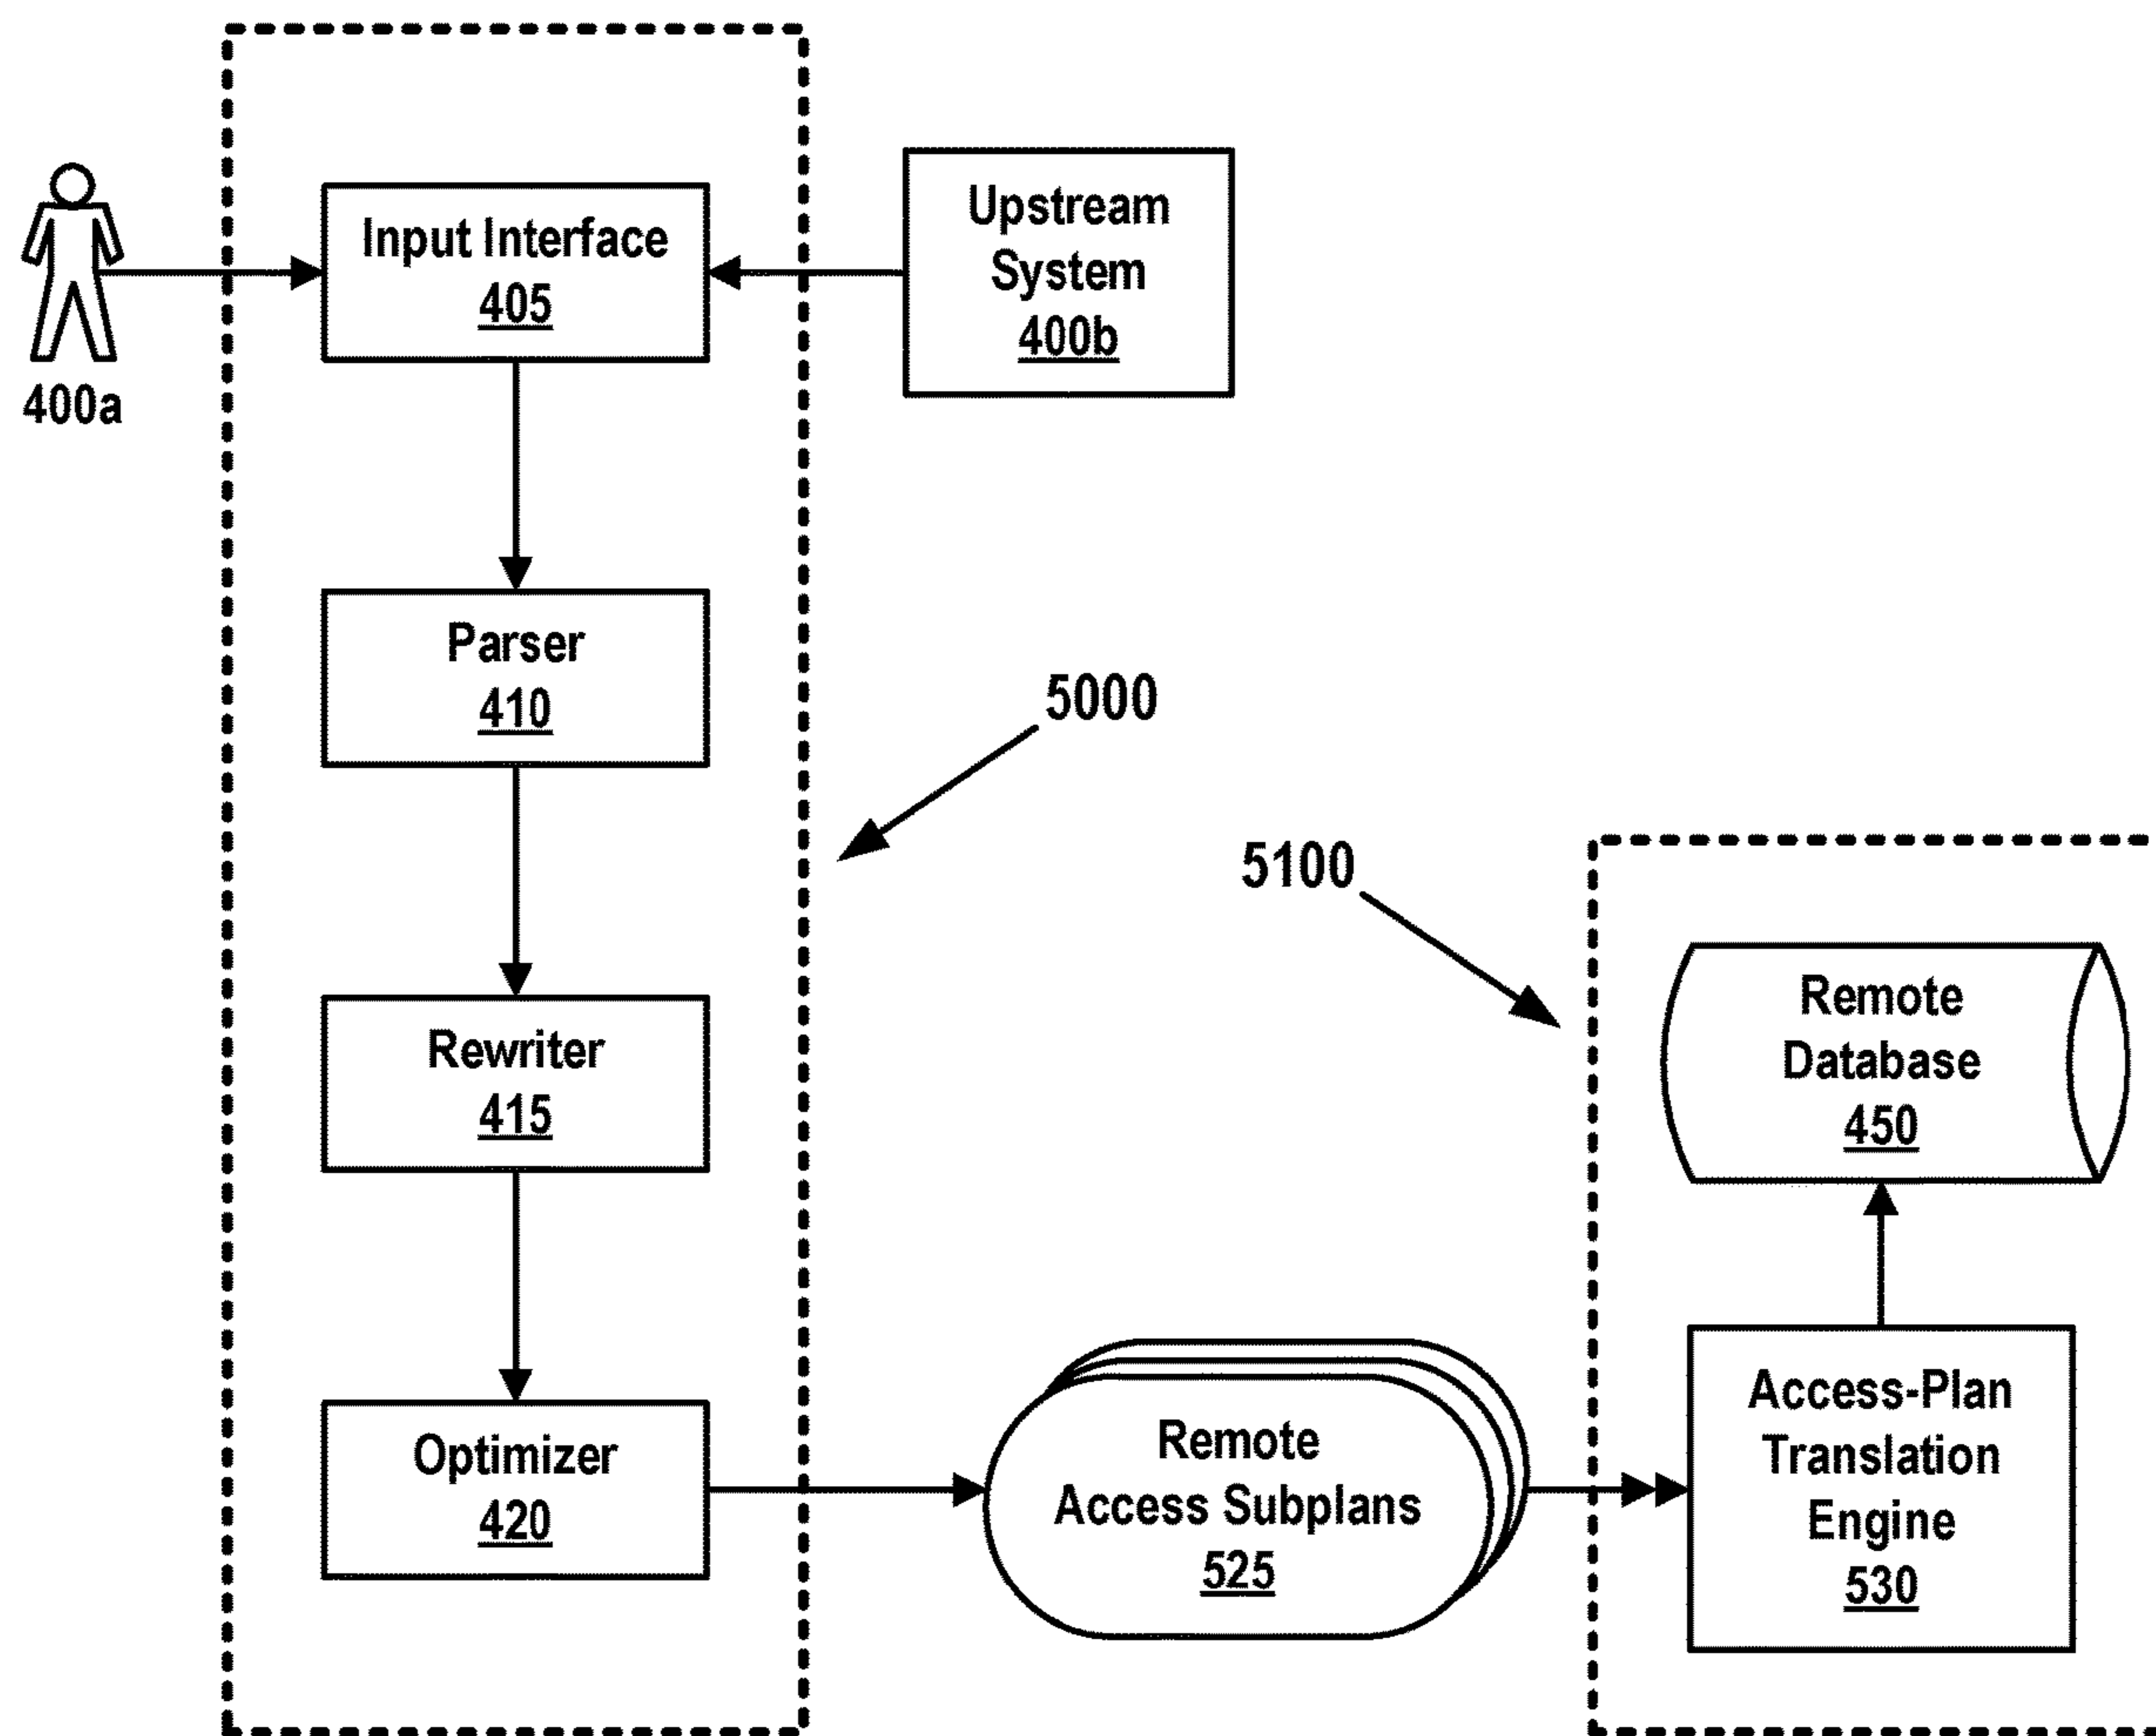 Input Interface
405
Upstream
System
400b
400a
Parser
410
5000
5100
Rewriter
415
Remote
Database
450
Optimizer
420
Remote
Access Subplans
525
Access-Plan
Translation
Engine
530